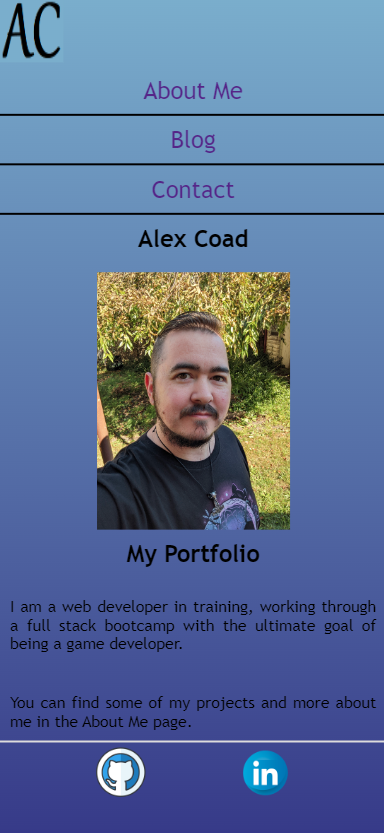 AC
About Me
Blog
Contact
Alex Coad
My Portfolio
I am a web developer in training, working through
a full stack bootcamp with the ultimate goal of
being a game developer.
You can find some of my projects and more about
me in the About Me page.
in